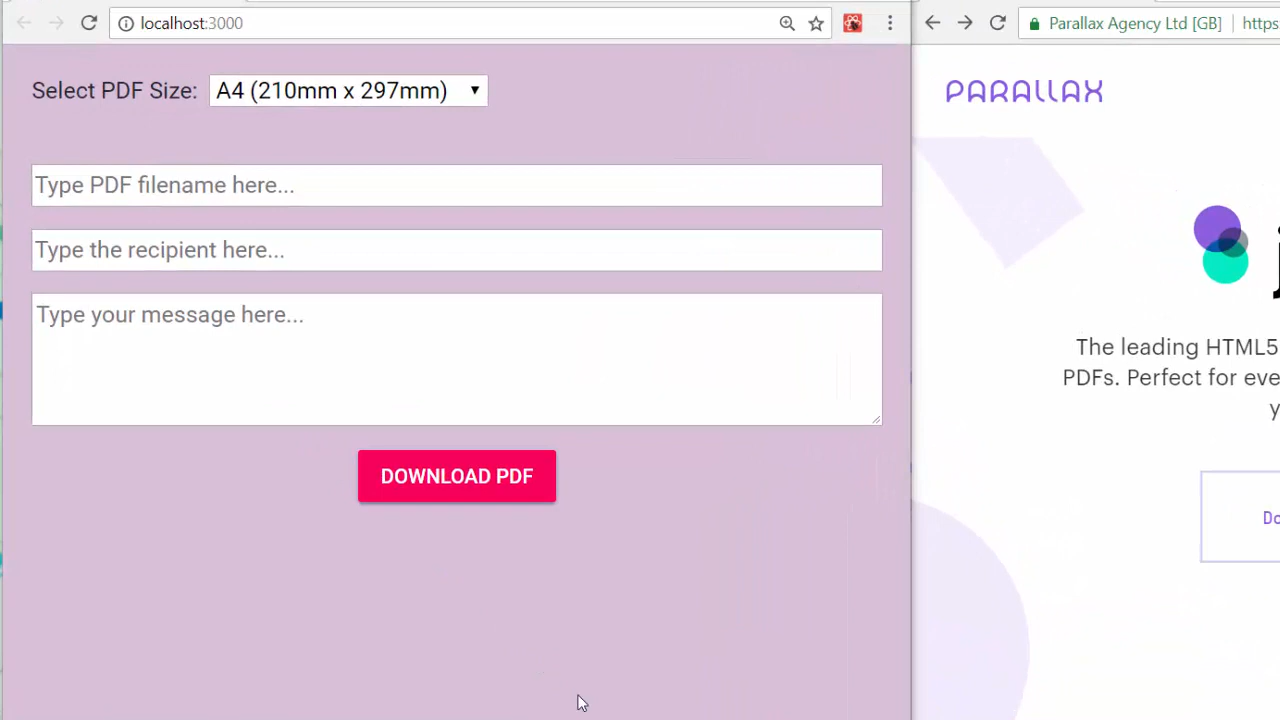 localhost:3000
Parallax Agency Ltd [GB]
https
Select PDF Size:
A4 (210mm x 297mm)
Type PDF filename here...
Type the recipient here...
Type your message here...
DOWNLOAD PDF
PARALLAX
j
The leading HTML5
PDFs. Perfect for eve
y
Do